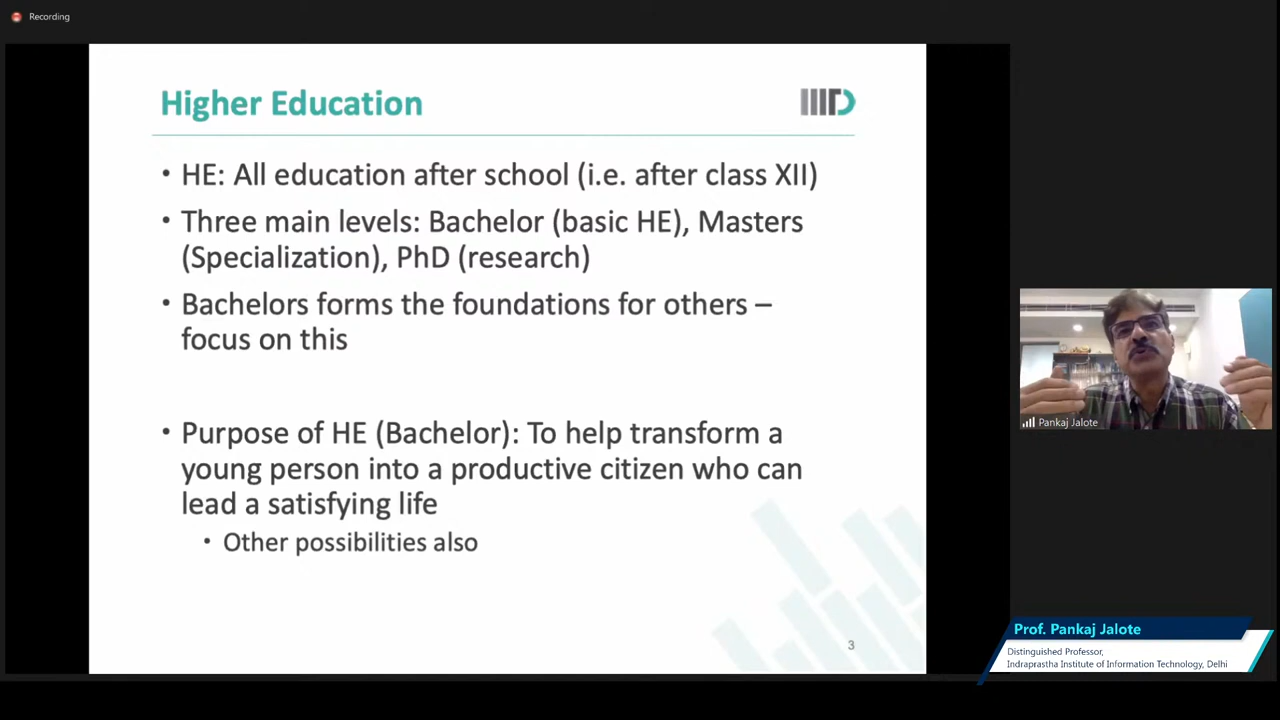 Recording
Higher Education
IIITD
• HE: All education after school (i.e. after class XII)
• Three main levels: Bachelor (basic HE), Masters
(Specialization), PhD (research)
• Bachelors forms the foundations for others –
focus on this
• Purpose of HE (Bachelor): To help transform a
young person into a productive citizen who can
lead a satisfying life
• Other possibilities also
3
Pankaj Jalote
Prof. Pankaj Jalote
Distinguished Professor,
Indraprastha Institute of Information Technology, Delhi